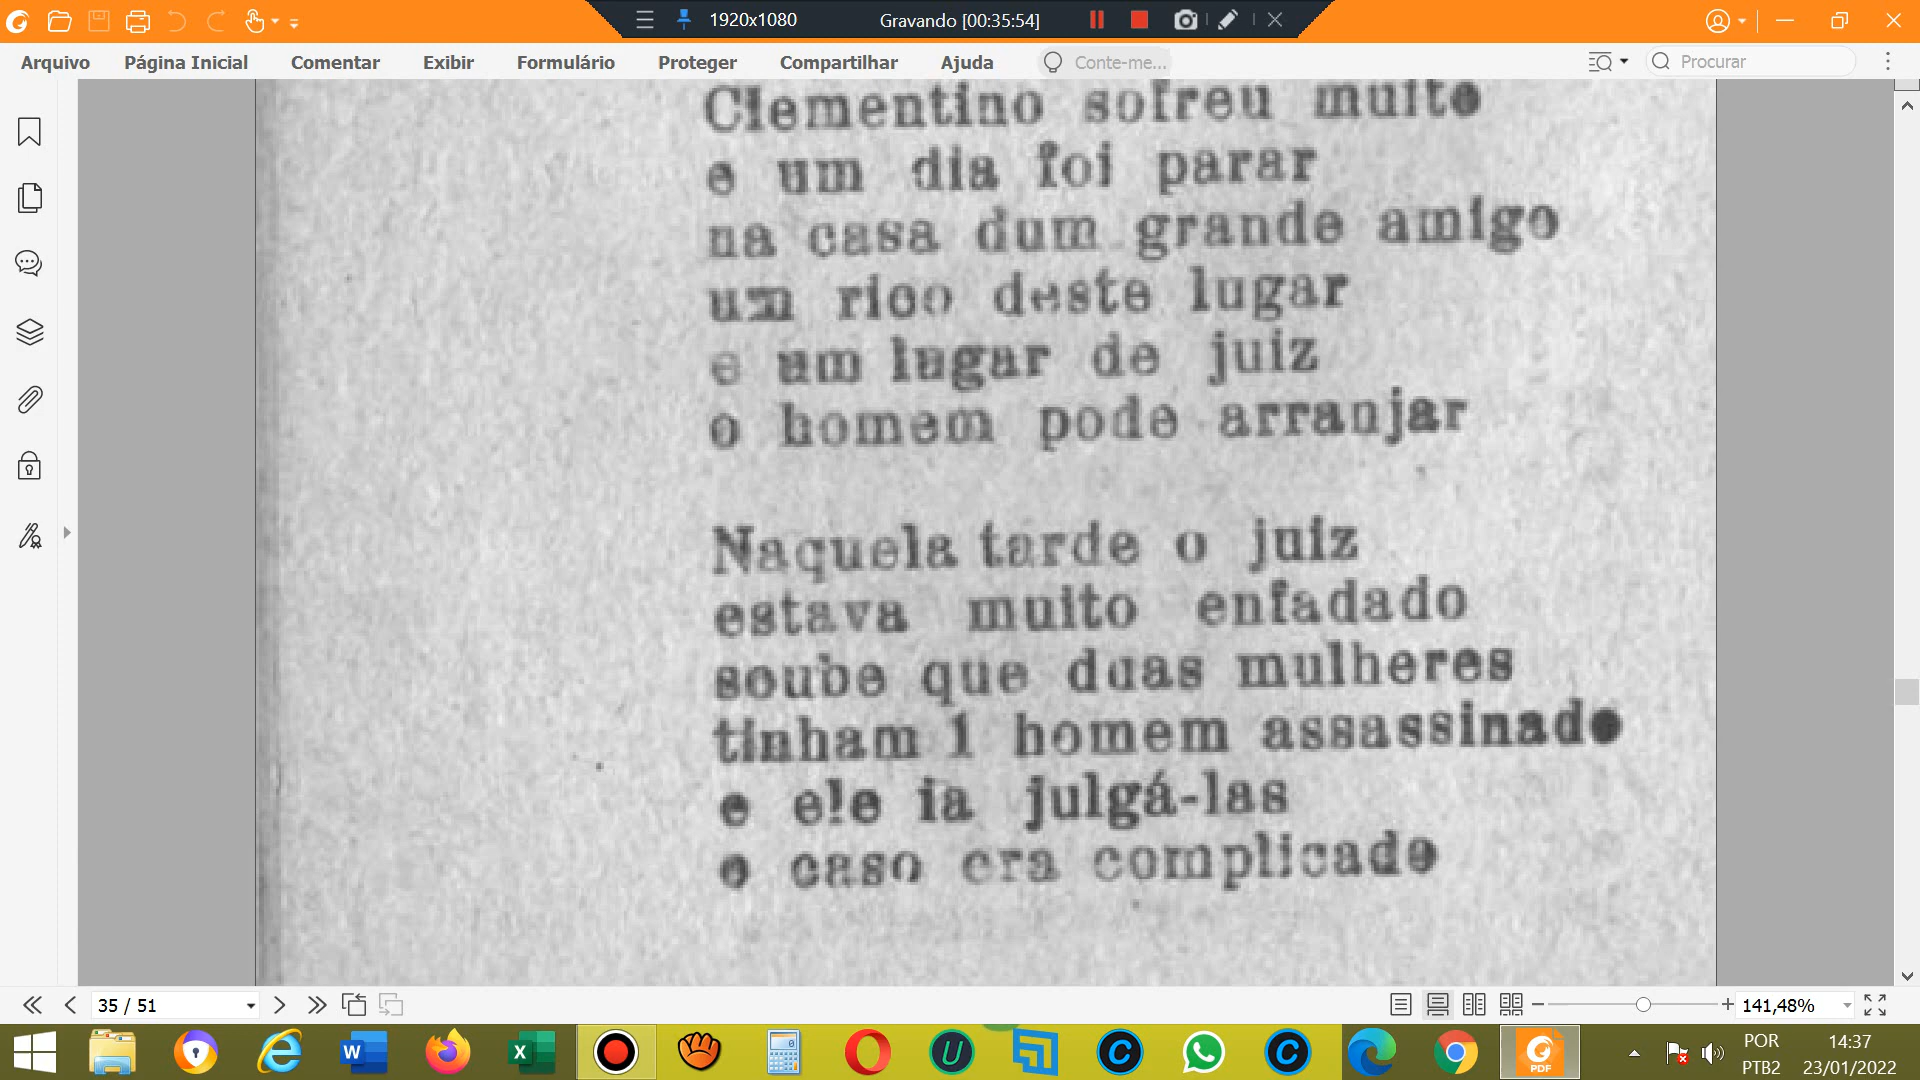 1920x1080
Gravando [00:35:54]
Arquivo Página Inicial Comentar Exibir Formulário Proteger Compartilhar Ajuda Conte-me... Procurar
Clementino sofreu muito
e um dia foi parar
na casa dum grande amigo
um rico deste lugar
e um lugar de juiz
o homem pode arranjar
Naquela tarde o juiz
estava muito enfadado
soube que duas mulheres
tinham 1 homem assassinado
e ele ia julgá-las
o caso era complicado
35 / 51
141,48%
POR
PTB2
14:37
23/01/2022
PDF